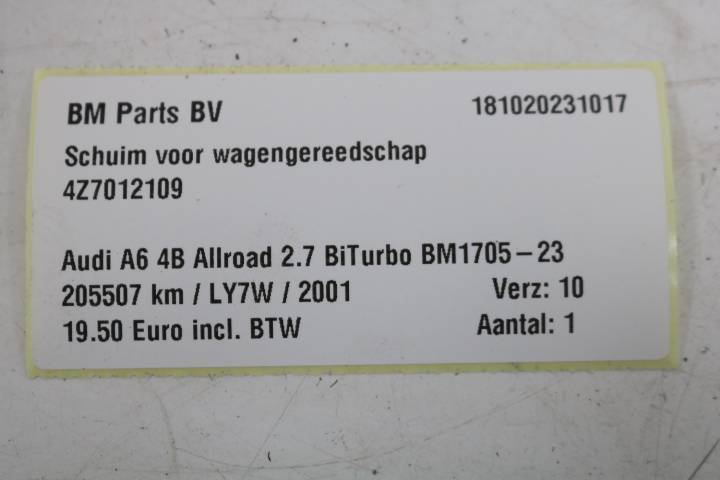 BM Parts BV 181020231017
Schuim voor wagengereedschap
4Z7012109
Audi A6 4B Allroad 2.7 BiTurbo BM1705-23
205507 km / LY7W / 2001 Verz: 10
19.50 Euro incl. BTW Aantal: 1